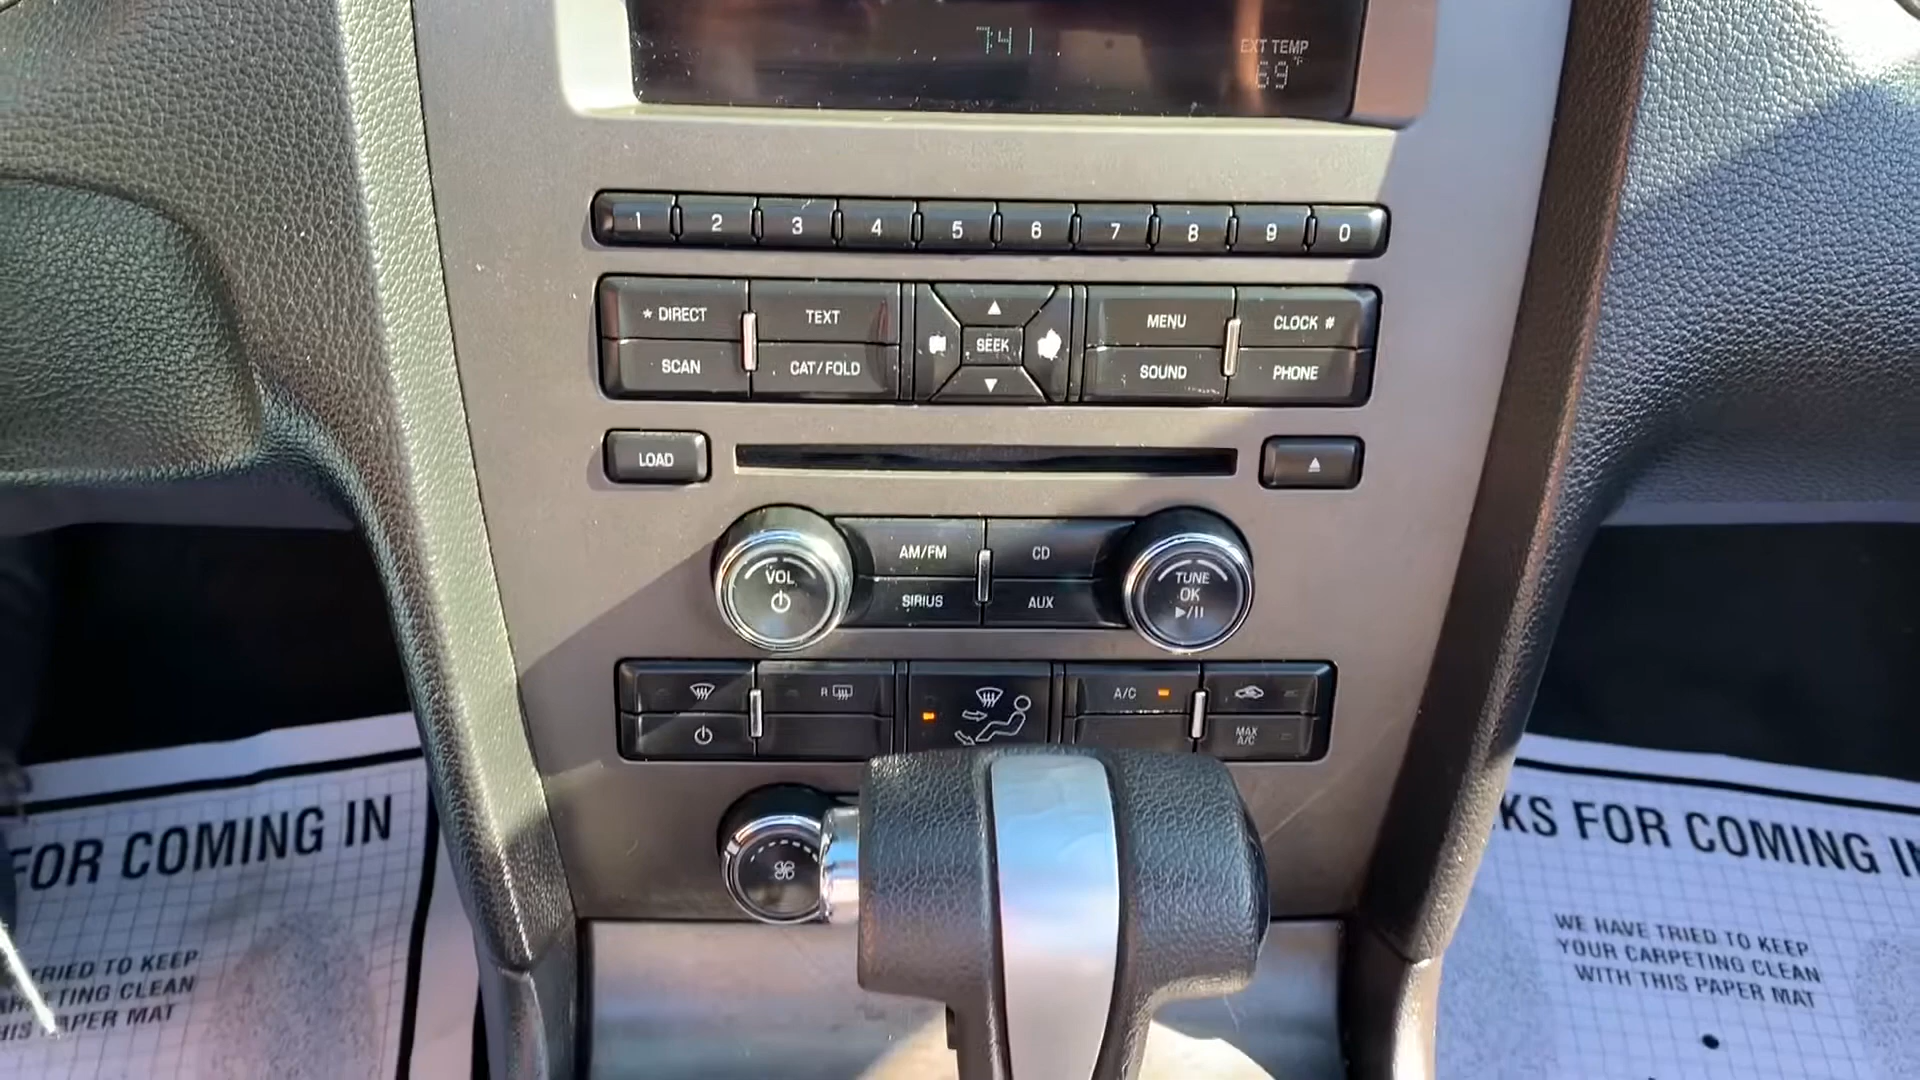 7:41
EXT TEMP
69°F
1 2 3 4 5 6 7 8 9 0
* DIRECT TEXT MENU CLOCK #
SEEK
SCAN CAT/FOLD SOUND PHONE
LOAD
AM/FM CD
VOL TUNE
OK
SIRIUS AUX
R A/C
MAX
A/C
FOR COMING IN
TRIED TO KEEP
TING CLEAN
PAPER MAT
KS FOR COMING IN
WE HAVE TRIED TO KEEP
YOUR CARPETING CLEAN
WITH THIS PAPER MAT